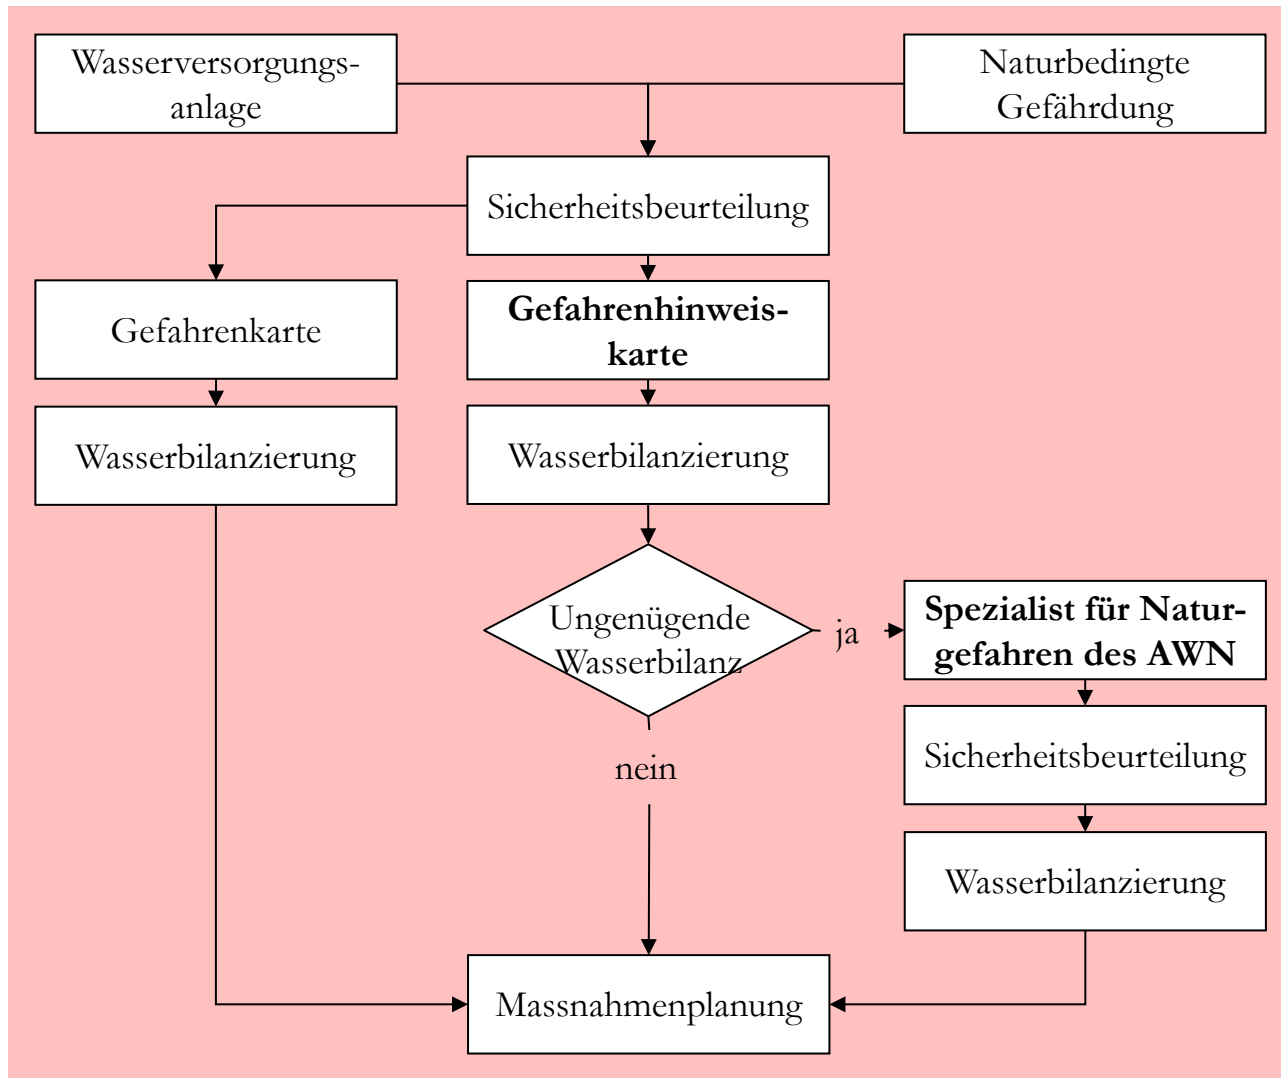 Wasserversorgungs-
anlage
Naturbedingte
Gefährdung
Sicherheitsbeurteilung
Gefahrenkarte
Gefahrenhinweis-
karte
Wasserbilanzierung
Wasserbilanzierung
Ungenügende
Wasserbilanz
ja
Spezialist für Natur-
gefahren des AWN
Sicherheitsbeurteilung
nein
Wasserbilanzierung
Massnahmenplanung